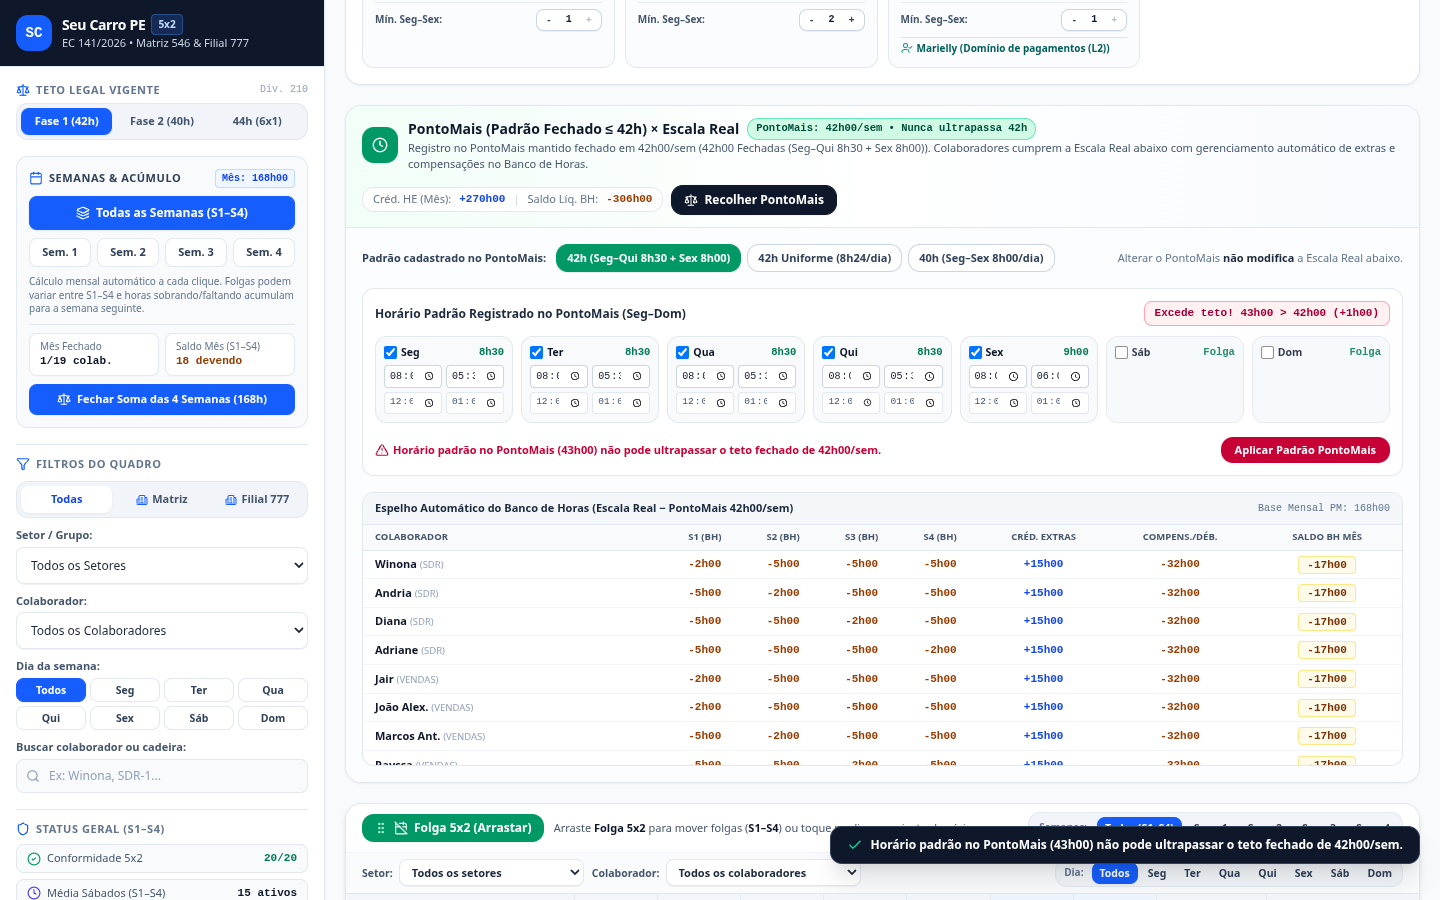 SC
Seu Carro PE 5x2
EC 141/2026 • Matriz 546 & Filial 777
TETO LEGAL VIGENTE Div. 210
Fase 1 (42h) Fase 2 (40h) 44h (6x1)
SEMANAS & ACÚMULO Mês: 168h00
Todas as Semanas (S1–S4)
Sem. 1 Sem. 2 Sem. 3 Sem. 4
Cálculo mensal automático a cada clique. Folgas podem
variar entre S1–S4 e horas sobrando/faltando acumulam
para a semana seguinte.
Mês Fechado Saldo Mês (S1–S4)
1/19 colab. 18 devendo
Fechar Soma das 4 Semanas (168h)
FILTROS DO QUADRO
Todas Matriz Filial 777
Setor / Grupo:
Todos os Setores
Colaborador:
Todos os Colaboradores
Dia da semana:
Todos Seg Ter Qua
Qui Sex Sáb Dom
Buscar colaborador ou cadeira:
Ex: Winona, SDR-1...
STATUS GERAL (S1–S4)
Conformidade 5x2 20/20
Média Sábados (S1–S4) 15 ativos
Mín. Seg–Sex: - 1 + Mín. Seg–Sex: - 2 + Mín. Seg–Sex: - 1 +
Marielly (Domínio de pagamentos (L2))
PontoMais (Padrão Fechado ≤ 42h) × Escala Real PontoMais: 42h00/sem • Nunca ultrapassa 42h
Registro no PontoMais mantido fechado em 42h00/sem (42h00 Fechadas (Seg–Qui 8h30 + Sex 8h00)). Colaboradores cumprem a Escala Real abaixo com gerenciamento automático de extras e
compensações no Banco de Horas.
Créd. HE (Mês): +270h00 | Saldo Líq. BH: -306h00 Recolher PontoMais
Padrão cadastrado no PontoMais: 42h (Seg–Qui 8h30 + Sex 8h00) 42h Uniforme (8h24/dia) 40h (Seg–Sex 8h00/dia) Alterar o PontoMais não modifica a Escala Real abaixo.
Horário Padrão Registrado no PontoMais (Seg–Dom) Excede teto! 43h00 > 42h00 (+1h00)
Seg 8h30 Ter 8h30 Qua 8h30 Qui 8h30 Sex 9h00 Sáb Folga Dom Folga
Horário padrão no PontoMais (43h00) não pode ultrapassar o teto fechado de 42h00/sem. Aplicar Padrão PontoMais
Espelho Automático do Banco de Horas (Escala Real − PontoMais 42h00/sem) Base Mensal PM: 168h00
COLABORADOR S1 (BH) S2 (BH) S3 (BH) S4 (BH) CRÉD. EXTRAS COMPENS./DÉB. SALDO BH MÊS
Winona (SDR) -2h00 -5h00 -5h00 -5h00 +15h00 -32h00 -17h00
Andria (SDR) -5h00 -2h00 -5h00 -5h00 +15h00 -32h00 -17h00
Diana (SDR) -5h00 -5h00 -2h00 -5h00 +15h00 -32h00 -17h00
Adriane (SDR) -5h00 -5h00 -5h00 -2h00 +15h00 -32h00 -17h00
Jair (VENDAS) -2h00 -5h00 -5h00 -5h00 +15h00 -32h00 -17h00
João Alex. (VENDAS) -2h00 -5h00 -5h00 -5h00 +15h00 -32h00 -17h00
Marcos Ant. (VENDAS) -5h00 -2h00 -5h00 -5h00 +15h00 -32h00 -17h00
Folga 5x2 (Arrastar) Arraste Folga 5x2 para mover folgas (S1–S4) ou toque
Horário padrão no PontoMais (43h00) não pode ultrapassar o teto fechado de 42h00/sem.
Setor: Todos os setores Colaborador: Todos os colaboradores Dia: Todos Seg Ter Qua Qui Sex Sáb Dom